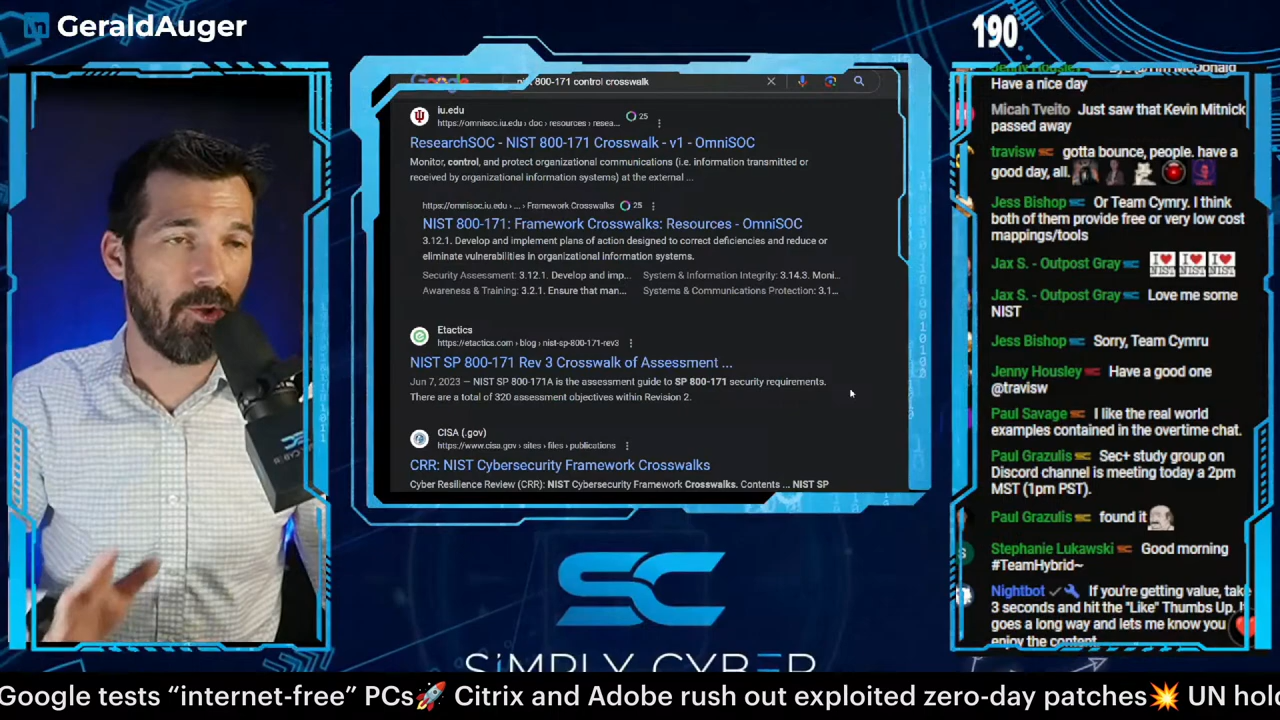 in GeraldAuger
190
Google
800-171 control crosswalk
iu.edu
https://omnisoc.iu.edu › doc › resources › resea...
25
ResearchSOC - NIST 800-171 Crosswalk - v1 - OmniSOC
Monitor, control, and protect organizational communications (i.e. information transmitted or
received by organizational information systems) at the external ...
https://omnisoc.iu.edu › ... › Framework Crosswalks
25
NIST 800-171: Framework Crosswalks: Resources - OmniSOC
3.12.1. Develop and implement plans of action designed to correct deficiencies and reduce or
eliminate vulnerabilities in organizational information systems.
Security Assessment: 3.12.1. Develop and imp... System & Information Integrity: 3.14.3. Moni...
Awareness & Training: 3.2.1. Ensure that man... Systems & Communications Protection: 3.1...
Etactics
https://etactics.com › blog › nist-sp-800-171-rev3
NIST SP 800-171 Rev 3 Crosswalk of Assessment ...
Jun 7, 2023 — NIST SP 800-171A is the assessment guide to SP 800-171 security requirements.
There are a total of 320 assessment objectives within Revision 2.
CISA (.gov)
https://www.cisa.gov › sites › files › publications
CRR: NIST Cybersecurity Framework Crosswalks
Cyber Resilience Review (CRR): NIST Cybersecurity Framework Crosswalks. Contents ... NIST SP
Have a nice day
Micah Tveito Just saw that Kevin Mitnick
passed away
travisw gotta bounce, people. have a
good day, all.
Jess Bishop Or Team Cymry. I think
both of them provide free or very low cost
mappings/tools
Jax S. - Outpost Gray I NIST I NIST I NIST
Jax S. - Outpost Gray Love me some
NIST
Jess Bishop Sorry, Team Cymru
Jenny Housley Have a good one
@travisw
Paul Savage I like the real world
examples contained in the overtime chat.
Paul Grazulis Sec+ study group on
Discord channel is meeting today a 2pm
MST (1pm PST).
Paul Grazulis found it
S Stephanie Lukawski Good morning
#TeamHybrid~
Nightbot If you're getting value, take
3 seconds and hit the "Like" Thumbs Up. It
goes a long way and lets me know you
enjoy the content
SC
SIMPLY CYBER
Google tests “internet-free” PCs🚀 Citrix and Adobe rush out exploited zero-day patches💥 UN hold